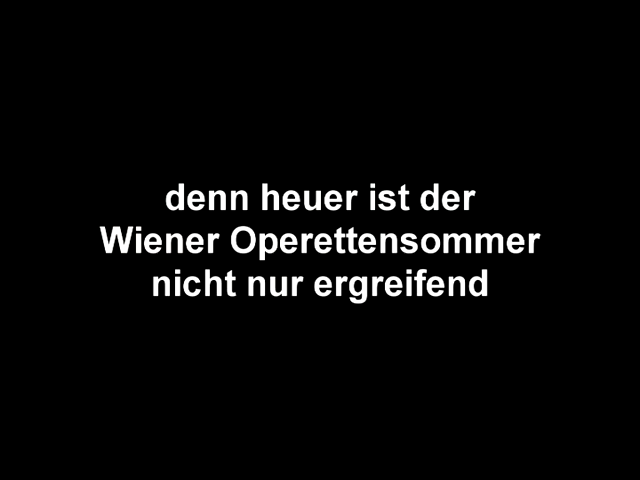 denn heuer ist der
Wiener Operettensommer
nicht nur ergreifend